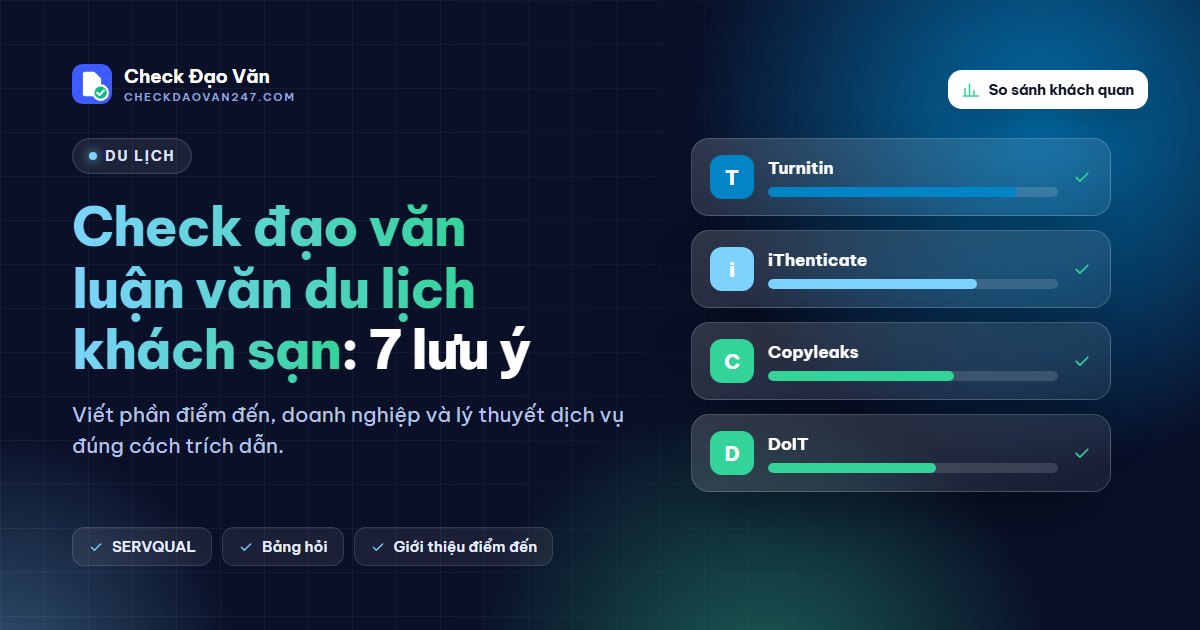 Check Đạo Văn
CHECKDAOVAN247.COM
So sánh khách quan
DU LỊCH
Check đạo văn
luận văn du lịch
khách sạn: 7 lưu ý
Viết phần điểm đến, doanh nghiệp và lý thuyết dịch vụ
đúng cách trích dẫn.
SERVQUAL
Bảng hỏi
Giới thiệu điểm đến
T
Turnitin
i
iThenticate
C
Copyleaks
D
DoIT